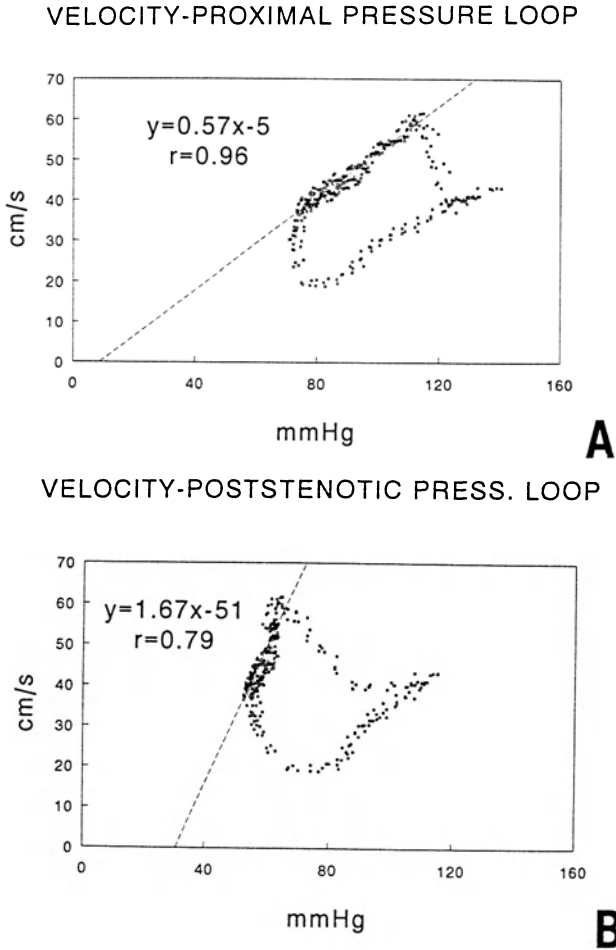 VELOCITY-PROXIMAL PRESSURE LOOP
70
60
50
40
30
20
10
0
cm/s
y=0.57x-5
r=0.96
0 40 80 120 160
mmHg
A
VELOCITY-POSTSTENOTIC PRESS. LOOP
70
60
50
40
30
20
10
0
cm/s
y=1.67x-51
r=0.79
0 40 80 120 160
mmHg
B